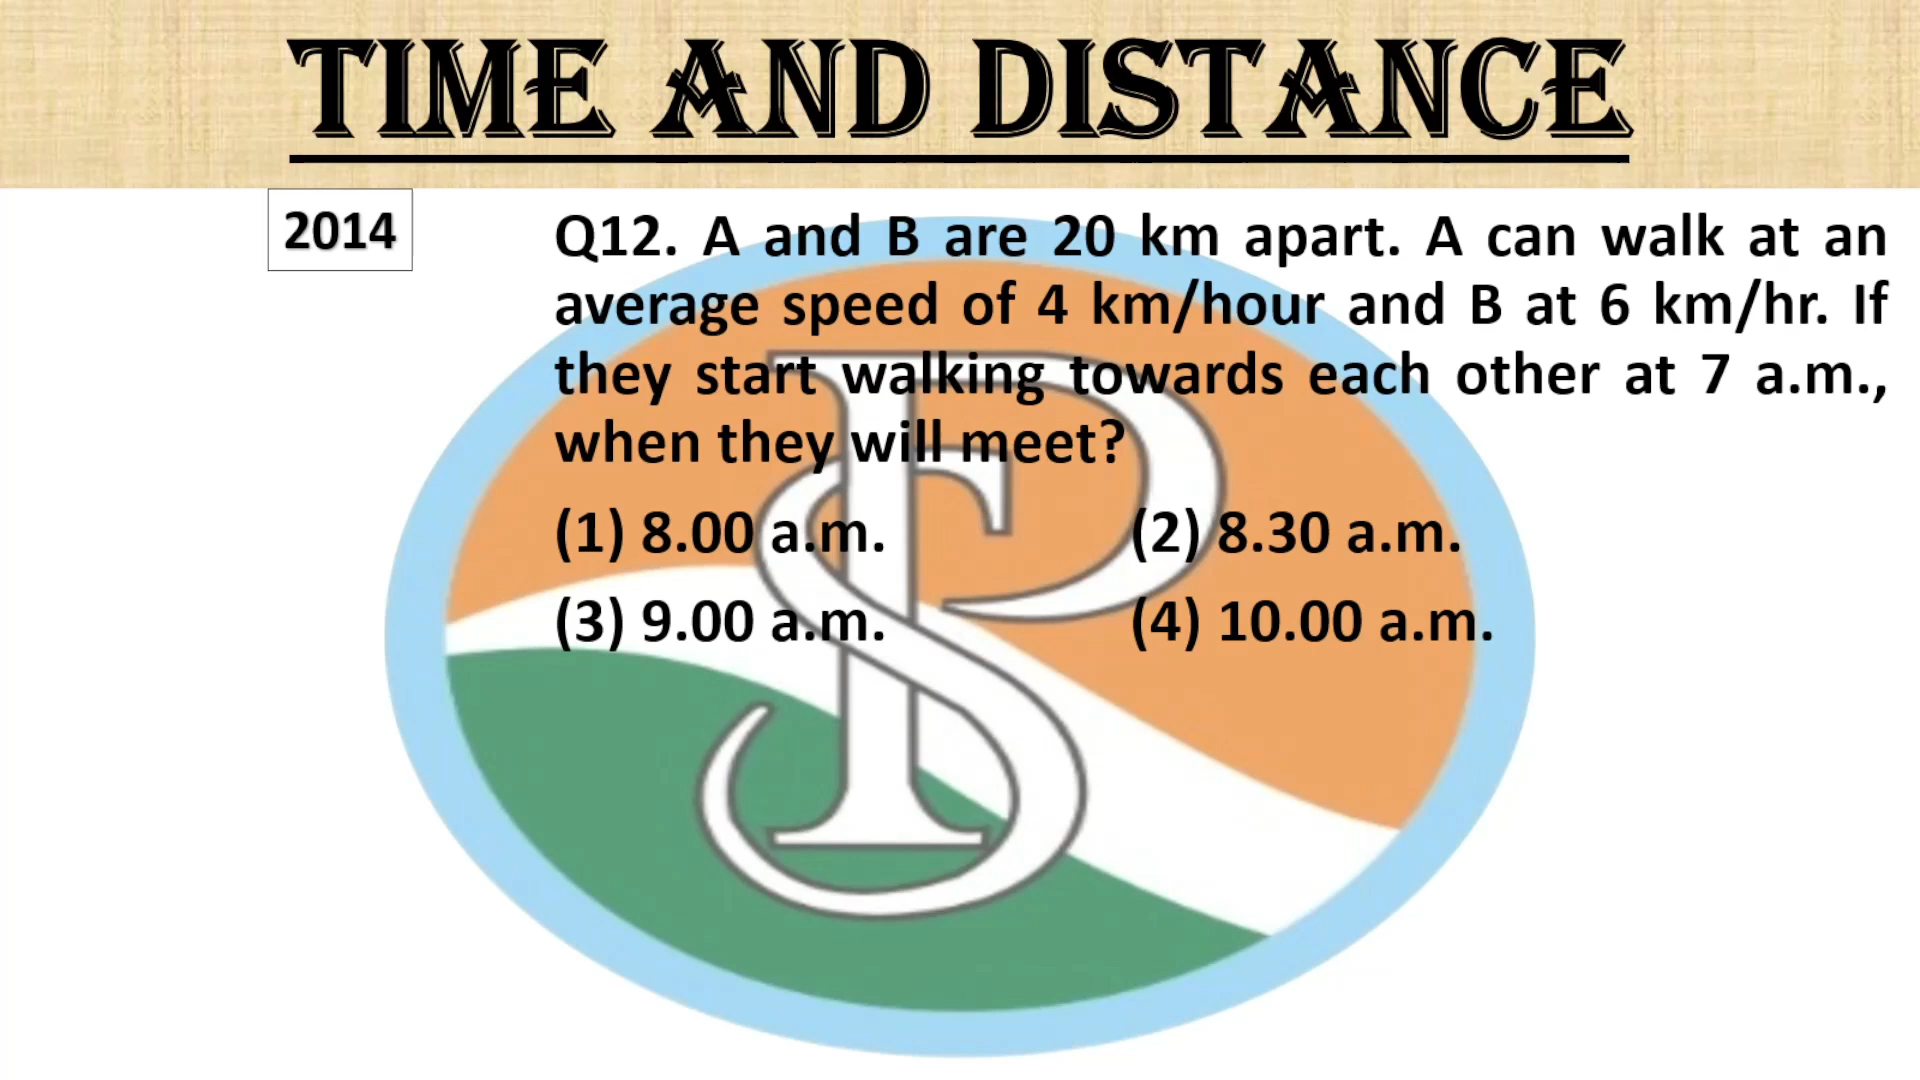 TIME AND DISTANCE
2014
Q12. A and B are 20 km apart. A can walk at an
average speed of 4 km/hour and B at 6 km/hr. If
they start walking towards each other at 7 a.m.,
when they will meet?
(1) 8.00 a.m. (2) 8.30 a.m.
(3) 9.00 a.m. (4) 10.00 a.m.